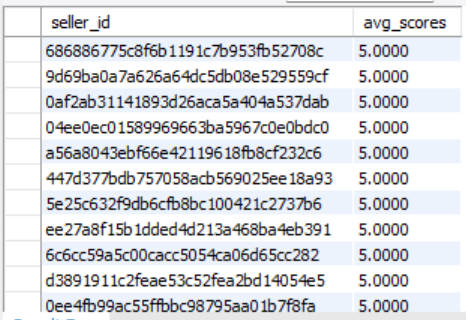 seller_id avg_scores
686886775c8f6b1191c7b953fb52708c 5.0000
9d69ba0a7a626a64dc5db08e529559cf 5.0000
0af2ab31141893d26aca5a404a537dab 5.0000
04ee0ec01589969663ba5967c0e0bdc0 5.0000
a56a8043ebf66e42119618fb8cf232c6 5.0000
447d377bdb757058acb569025ee18a93 5.0000
5e25c632f9db6cfb8bc100421c2737b6 5.0000
ee27a8f15b1dded4d213a468ba4eb391 5.0000
6c6cc59a5c00cacc5054ca06d65cc282 5.0000
d3891911c2feae53c52fea2bd14054e5 5.0000
0ee4fb99ac55ffbbc98795aa01b7f8fa 5.0000